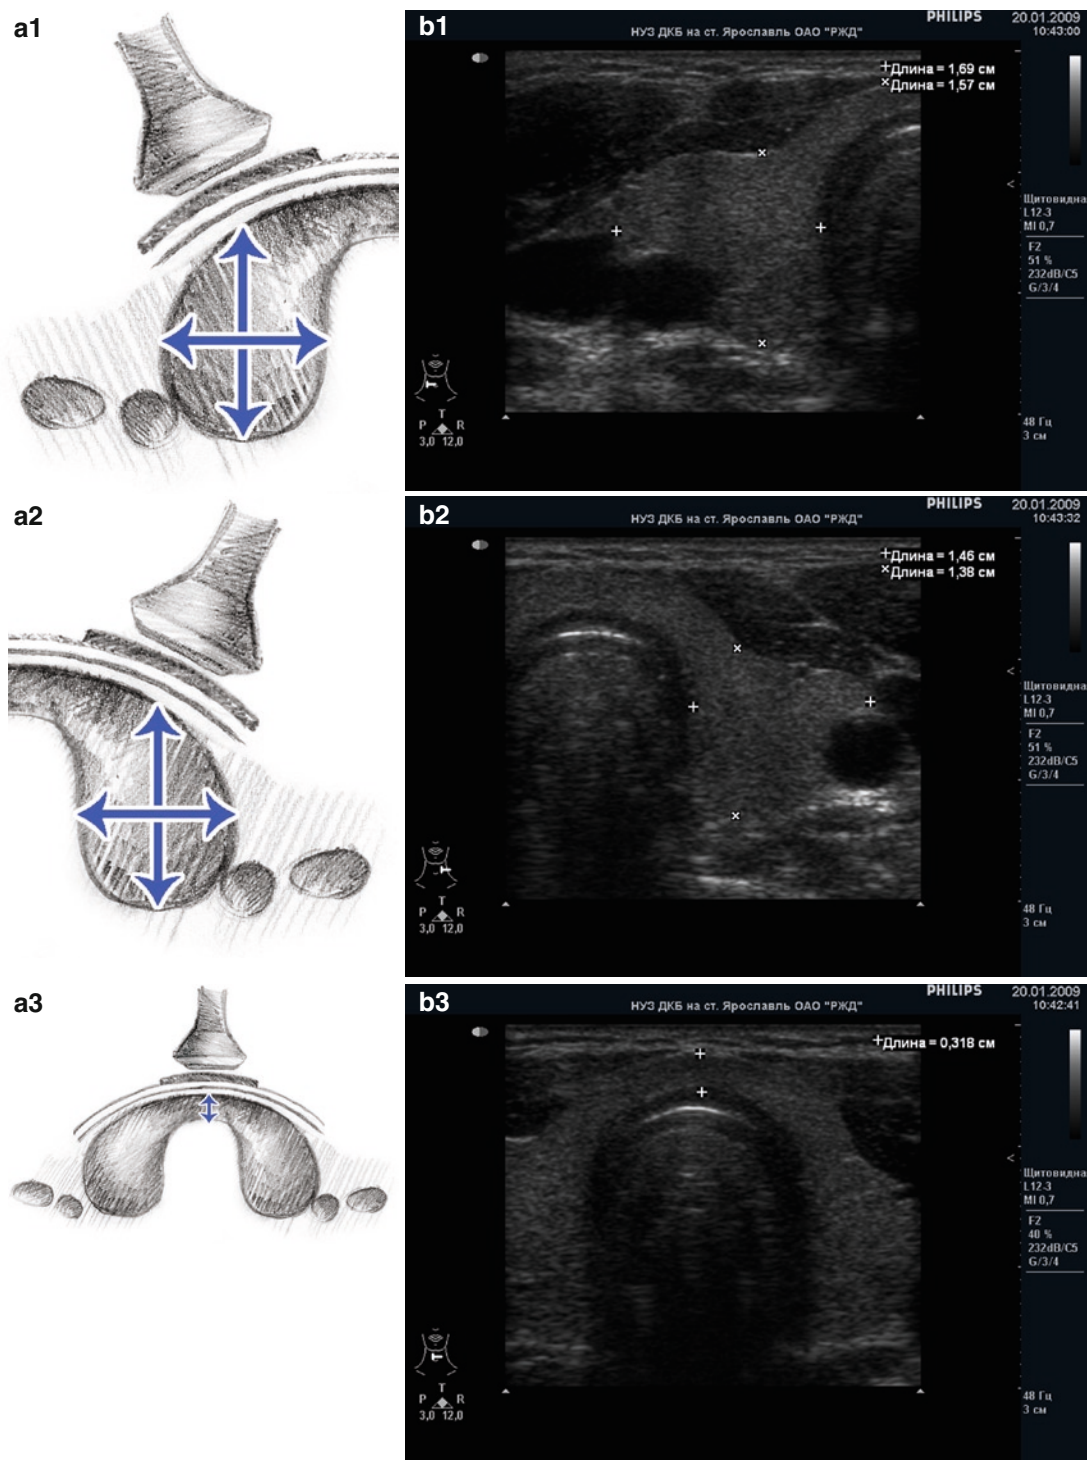 a1
b1
PHILIPS
20.01.2009
10:43:00
НУЗ ДКБ на ст. Ярославль ОАО "РЖД"
+Длина = 1,69 см
×Длина = 1,57 см
Щитовидна
L12-3
MI 0,7
F2
51 %
232dB/C5
G/3/4
T
P R
3,0 12,0
48 Гц
3 см
a2
b2
PHILIPS
20.01.2009
10:43:32
НУЗ ДКБ на ст. Ярославль ОАО "РЖД"
+Длина = 1,46 см
×Длина = 1,38 см
Щитовидна
L12-3
MI 0,7
F2
51 %
232dB/C5
G/3/4
T
P R
3,0 12,0
48 Гц
3 см
a3
b3
PHILIPS
20.01.2009
10:42:41
НУЗ ДКБ на ст. Ярославль ОАО "РЖД"
+Длина = 0,318 см
Щитовидна
L12-3
MI 0,7
F2
40 %
232dB/C5
G/3/4
T
P R
3,0 12,0
48 Гц
3 см